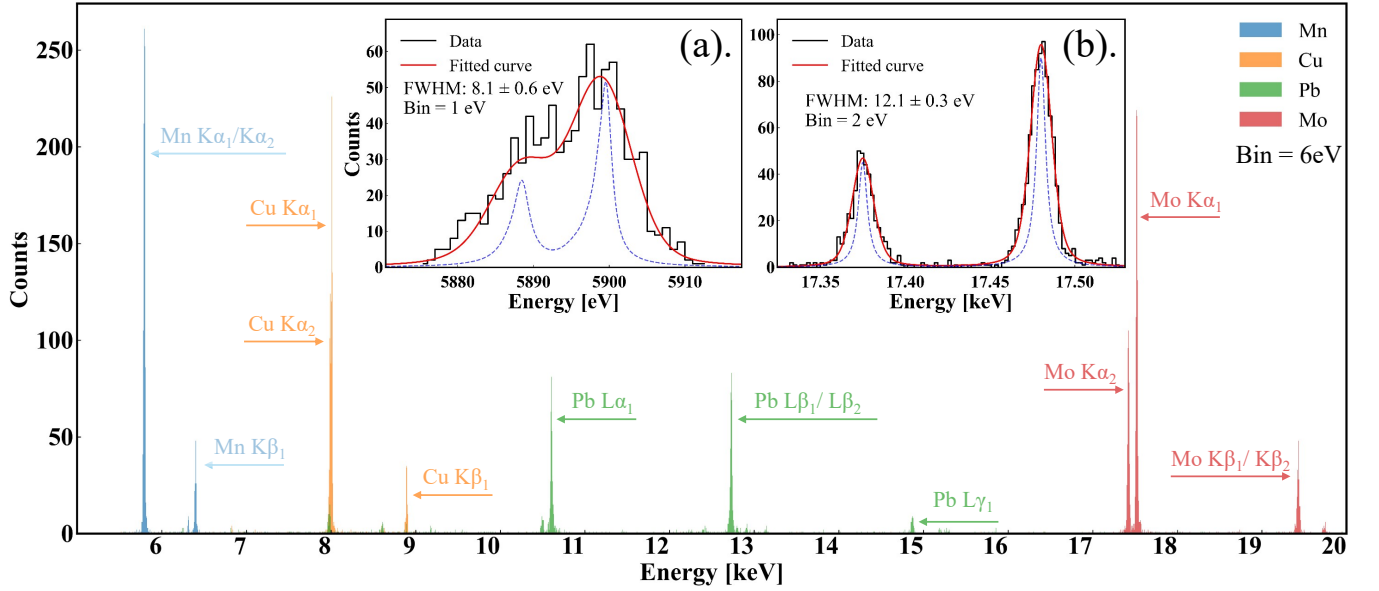 Counts
250
200
150
100
50
0
6
7
8
9
10
11
12
13
14
15
16
17
18
19
20
Energy [keV]
Mn Kα₁/Kα₂
Mn Kβ₁
Cu Kα₁
Cu Kα₂
Cu Kβ₁
Pb Lα₁
Pb Lβ₁/ Lβ₂
Pb Lγ₁
Mo Kα₂
Mo Kα₁
Mo Kβ₁/ Kβ₂
Mn
Cu
Pb
Mo
Bin = 6eV
(a).
Data
Fitted curve
FWHM: 8.1 ± 0.6 eV
Bin = 1 eV
Counts
60
50
40
30
20
10
0
5880
5890
5900
5910
Energy [eV]
(b).
Data
Fitted curve
FWHM: 12.1 ± 0.3 eV
Bin = 2 eV
100
80
60
40
20
0
17.35
17.40
17.45
17.50
Energy [keV]